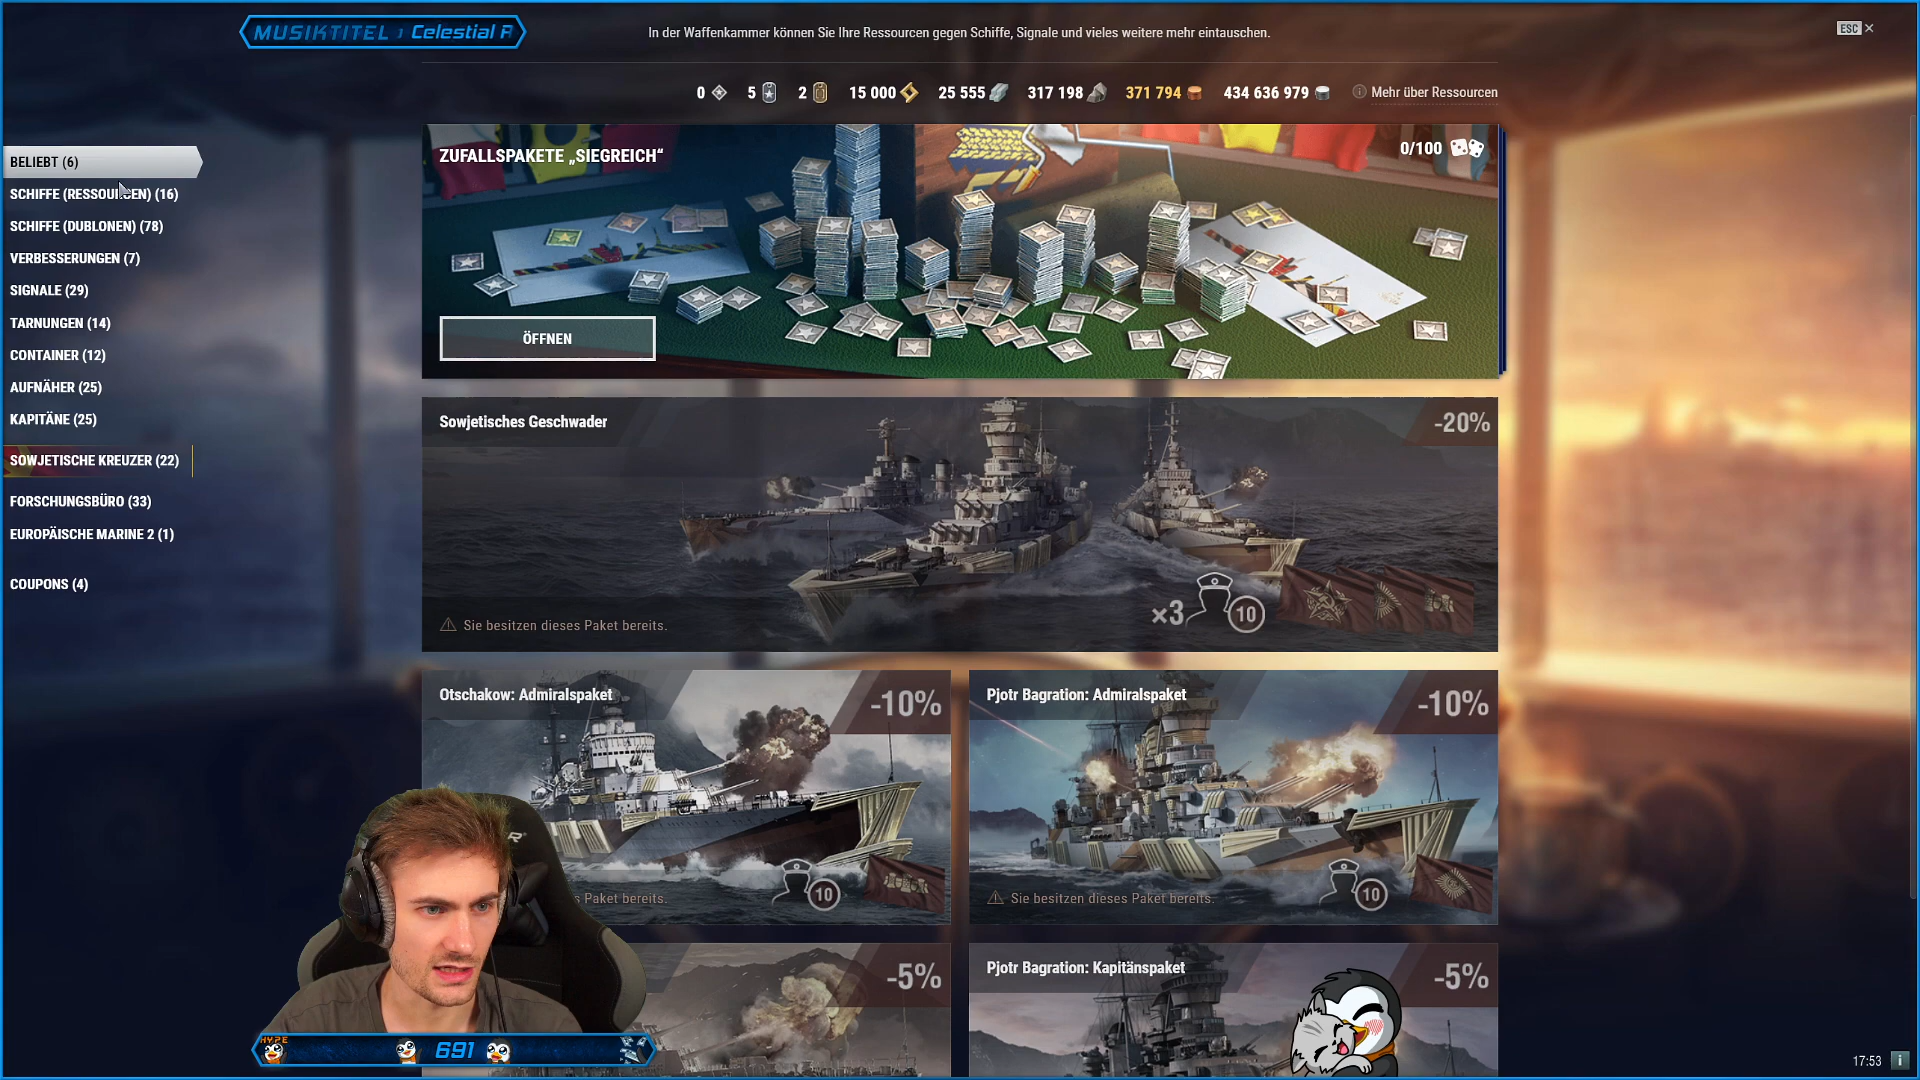 MUSIKTITEL Celestial
In der Waffenkammer können Sie Ihre Ressourcen gegen Schiffe, Signale und vieles weitere mehr eintauschen.
ESC
0 5 2 15 000 25 555 317 198 371 794 434 636 979 Mehr über Ressourcen
BELIEBT (6)
SCHIFFE (RESSOURCEN) (16)
SCHIFFE (DUBLONEN) (78)
VERBESSERUNGEN (7)
SIGNALE (29)
TARNUNGEN (14)
CONTAINER (12)
AUFNÄHER (25)
KAPITÄNE (25)
SOWJETISCHE KREUZER (22)
FORSCHUNGSBÜRO (33)
EUROPÄISCHE MARINE 2 (1)
COUPONS (4)
ZUFALLSPAKETE „SIEGREICH“
0/100
ÖFFNEN
Sowjetisches Geschwader
-20%
×3 10
Sie besitzen dieses Paket bereits.
Otschakow: Admiralspaket
-10%
Paket bereits.
10
Pjotr Bagration: Admiralspaket
-10%
Sie besitzen dieses Paket bereits.
10
-5%
Pjotr Bagration: Kapitänspaket
-5%
HYPE
691
17:53